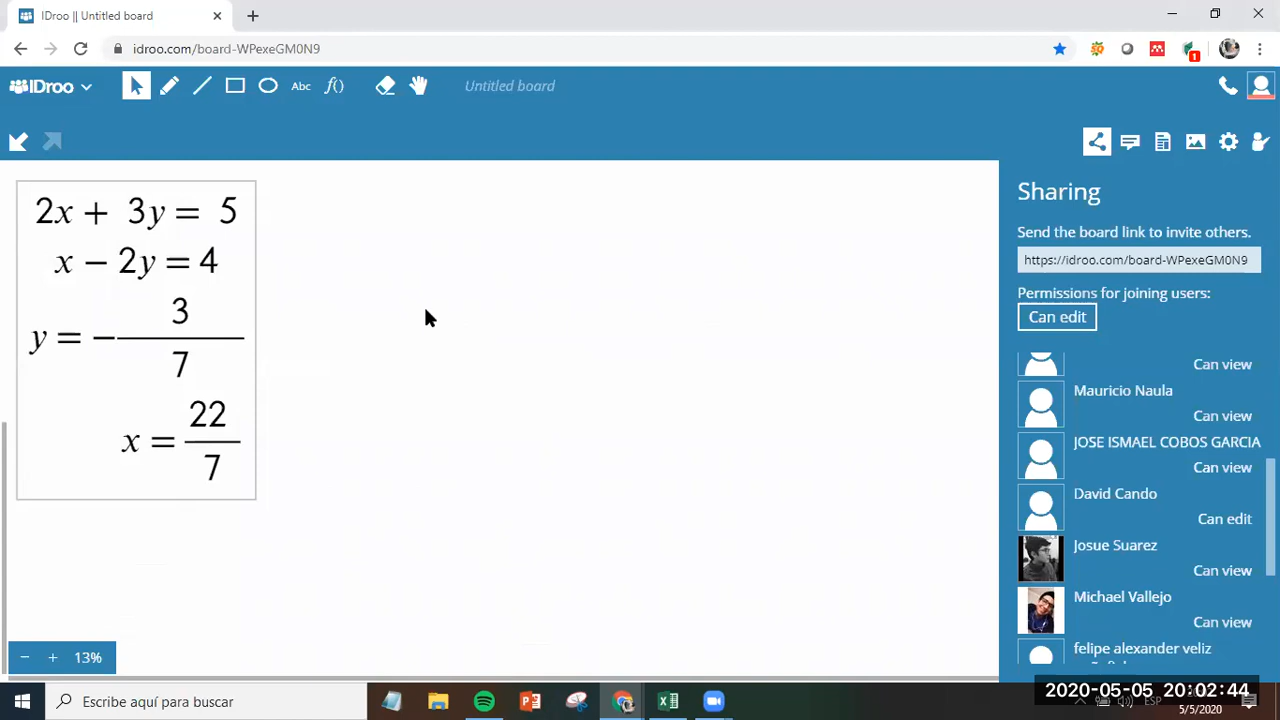 IDroo || Untitled board
idroo.com/board-WPexeGM0N9
1
IDroo
Abc
f()
Untitled board
2x + 3y = 5
x − 2y = 4
y = − 3/7
x = 22/7
Sharing
Send the board link to invite others.
https://idroo.com/board-WPexeGM0N9
Permissions for joining users:
Can edit
Can view
Mauricio Naula
Can view
JOSE ISMAEL COBOS GARCIA
Can view
David Cando
Can edit
Josue Suarez
Can view
Michael Vallejo
Can view
felipe alexander veliz
− + 13%
Escribe aquí para buscar
2020-05-05 20:02:44
ESP
5/5/2020